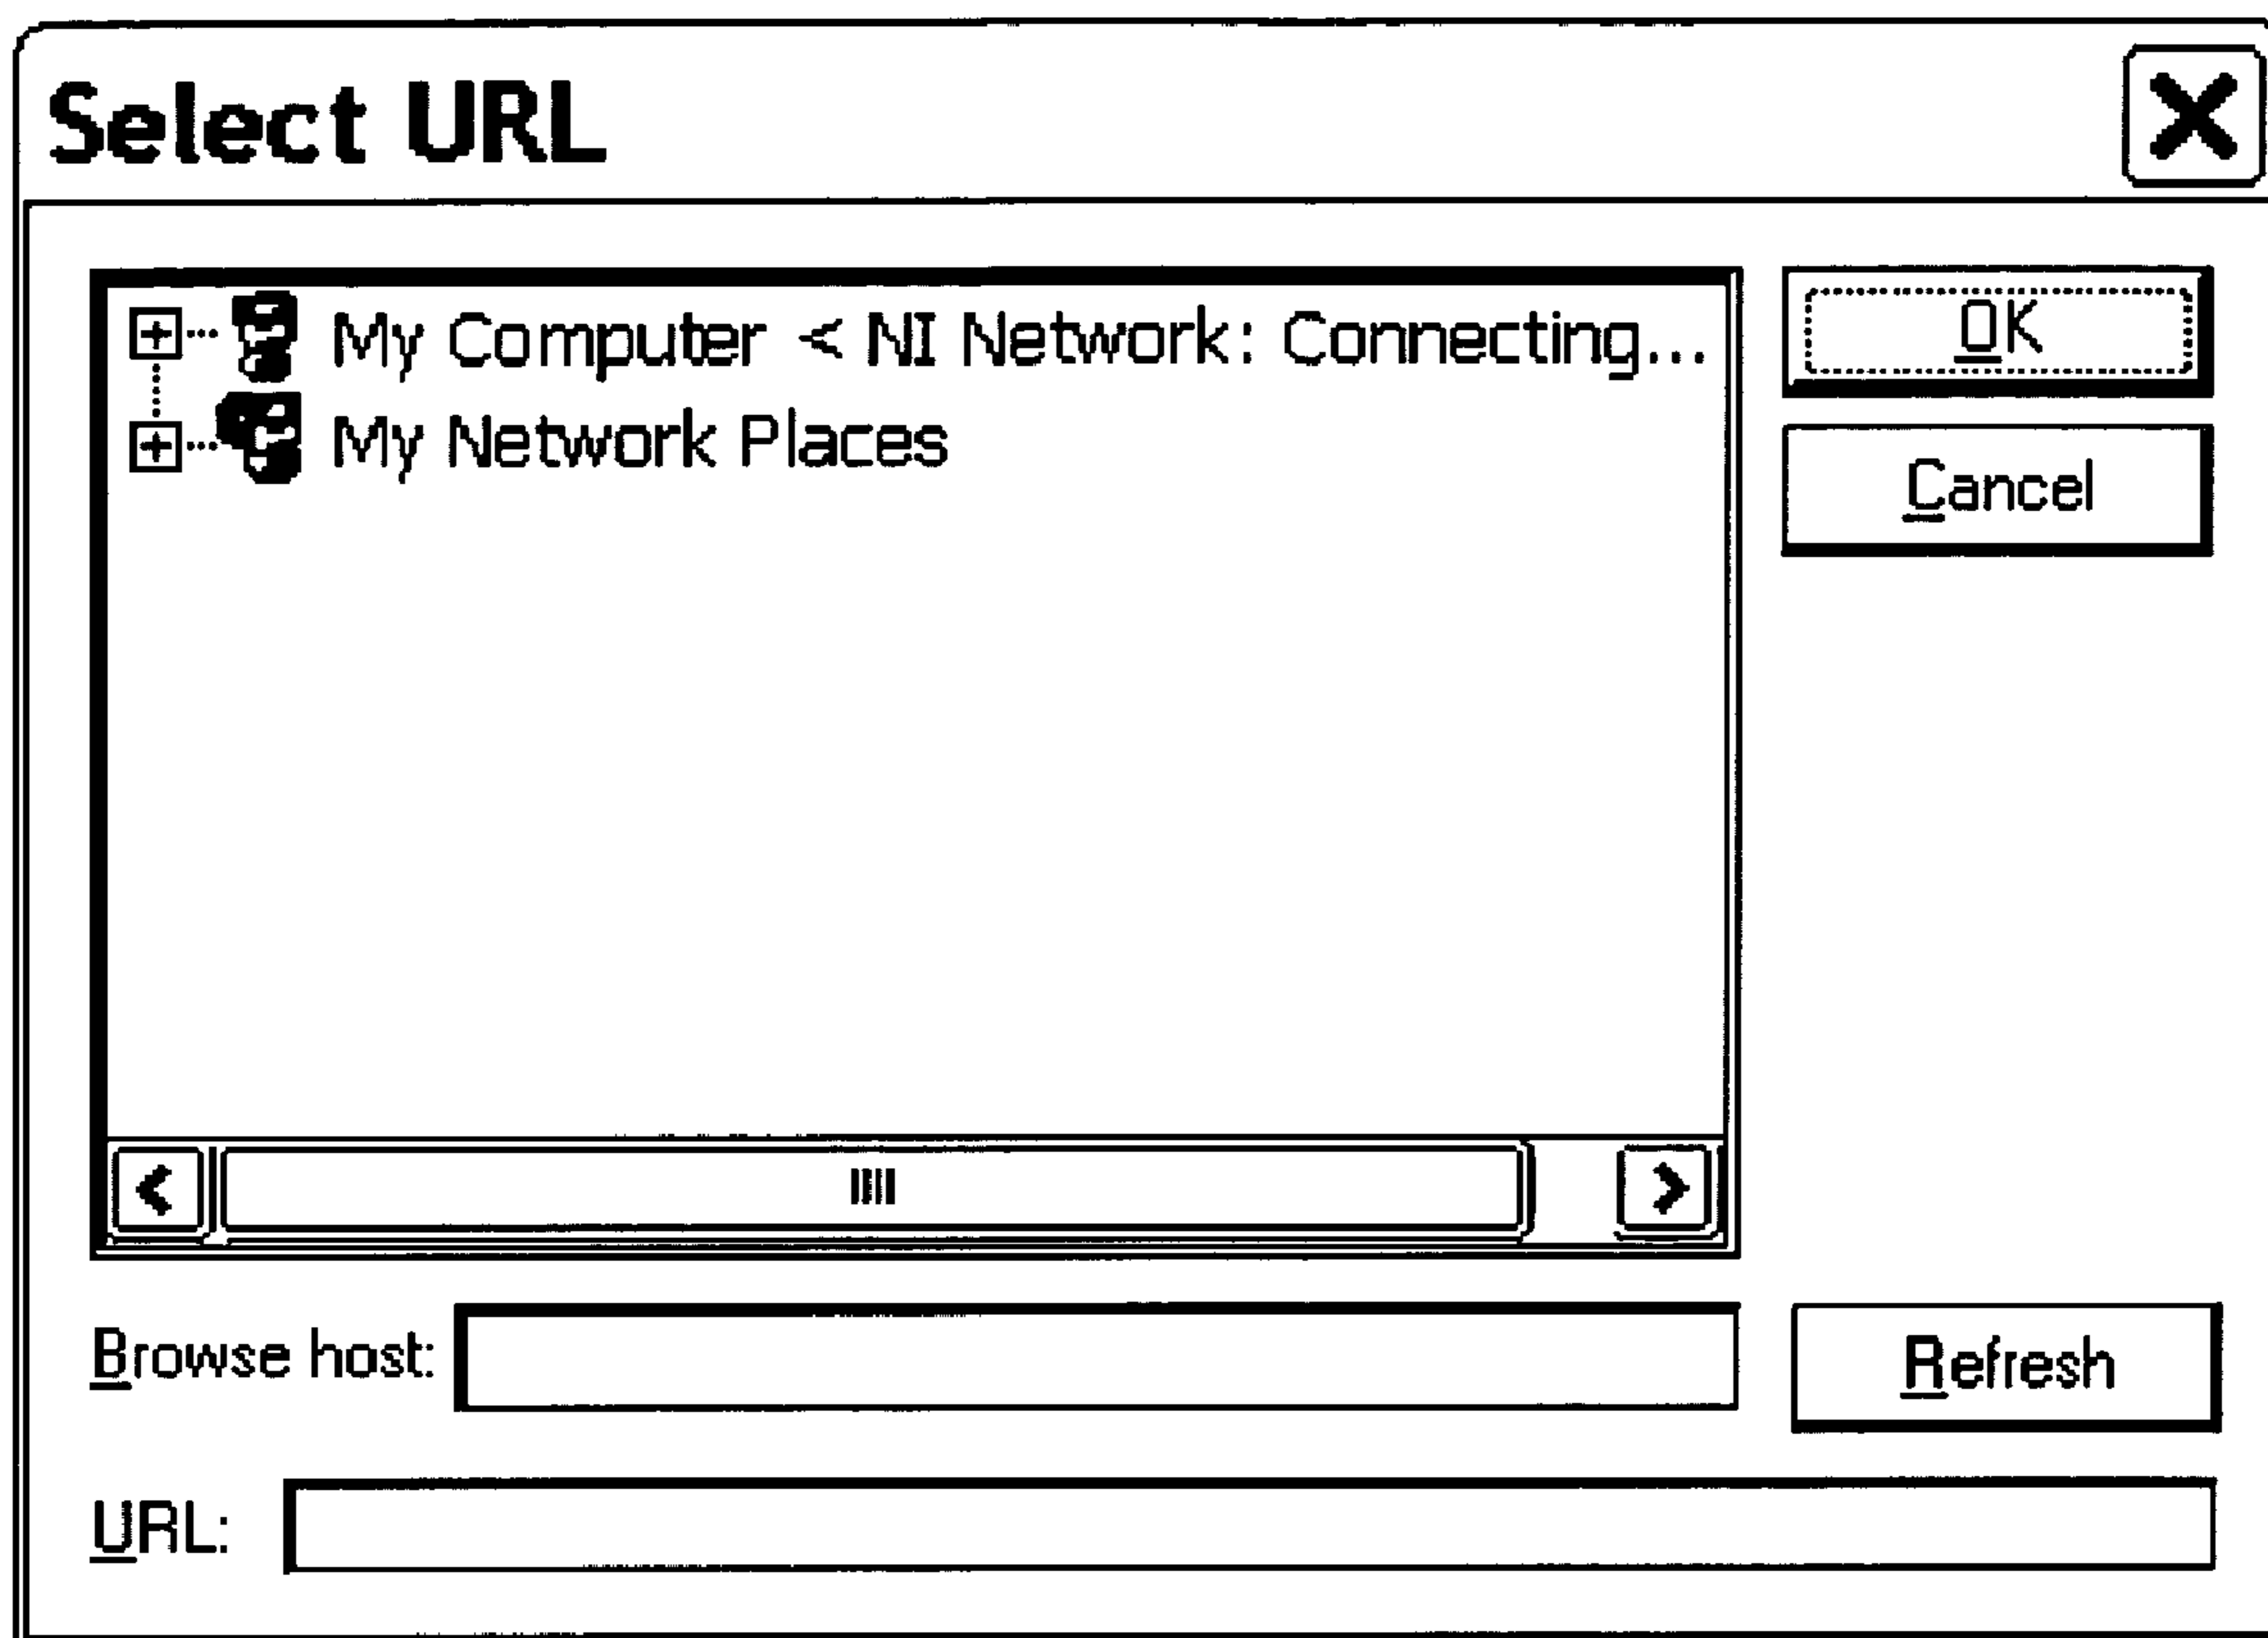 Select URL
My Computer < NI Network: Connecting...
My Network Places
OK
Cancel
Browse host:
Refresh
URL: